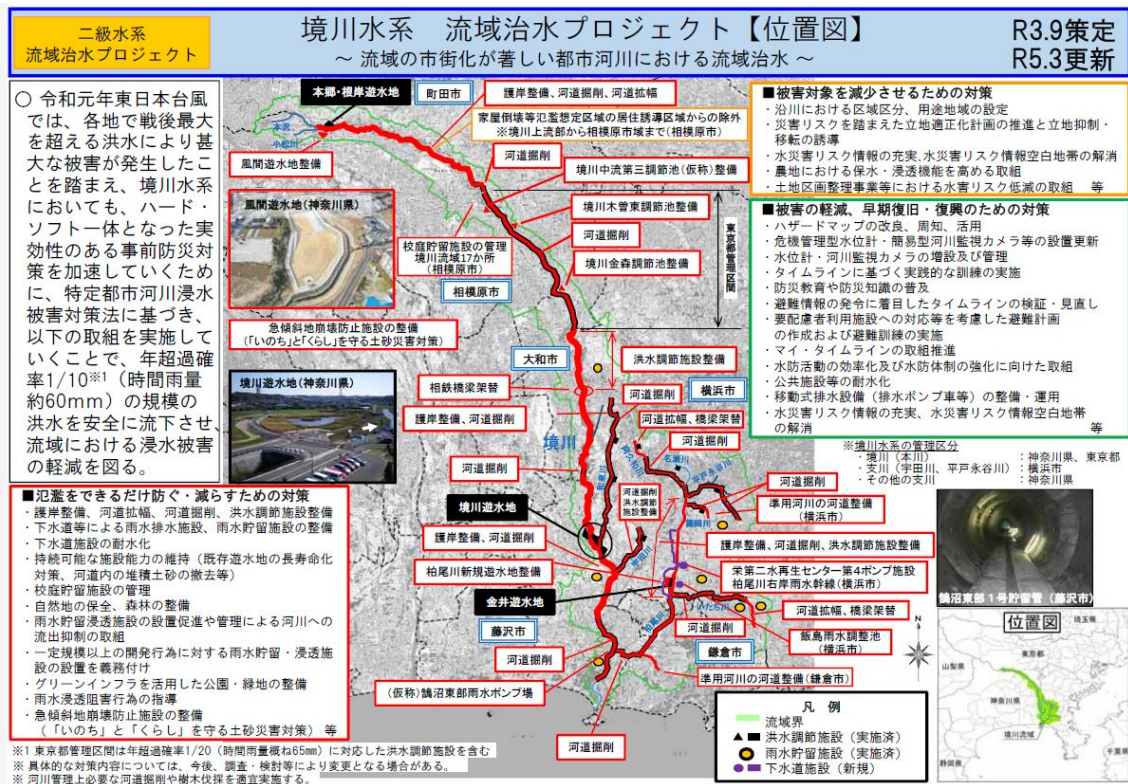 二級水系
流域治水プロジェクト
境川水系 流域治水プロジェクト【位置図】
～ 流域の市街化が著しい都市河川における流域治水 ～
R3.9策定
R5.3更新
○ 令和元年東日本台風
では、各地で戦後最大
を超える洪水により甚
大な被害が発生したこ
とを踏まえ、境川水系
においても、ハード・
ソフト一体となった実
効性のある事前防災対
策を加速していくため
に、特定都市河川浸水
被害対策法に基づき、
以下の取組を実施して
いくことで、年超過確
率1/10※1（時間雨量
約60mm）の規模の
洪水を安全に流下させ
流域における浸水被害
の軽減を図る。
■氾濫をできるだけ防ぐ・減らすための対策
・護岸整備、河道拡幅、河道掘削、洪水調節施設整備
・下水道等による雨水排水施設、雨水貯留施設の整備
・下水道施設の耐水化
・持続可能な施設能力の維持（既存遊水地の長寿命化
対策、河道内の堆積土砂の撤去等）
・校庭貯留施設の管理
・自然地の保全、森林の整備
・雨水貯留浸透施設の設置促進や管理による河川への
流出抑制の取組
・一定規模以上の開発行為に対する雨水貯留・浸透施
設の設置を義務付け
・グリーンインフラを活用した公園・緑地の整備
・雨水浸透阻害行為の指導
・急傾斜地崩壊防止施設の整備
（「いのち」と「くらし」を守る土砂災害対策） 等
※1 東京都管理区間は年超過確率1/20（時間雨量概ね65mm）に対応した洪水調節施設を含む
※ 具体的な対策内容については、今後、調査・検討等により変更となる場合がある。
※ 河川管理上必要な河道掘削や樹木伐採を適宜実施する。
本郷・根岸遊水地
町田市
護岸整備、河道掘削、河道拡幅
家屋倒壊等氾濫想定区域の居住誘導区域からの除外
※境川上流部から相模原市域まで（相模原市）
小松川
風間遊水地整備
河道掘削
境川中流第三調節池（仮称）整備
風間遊水地（神奈川県）
境川木曽東調節池整備
校庭貯留施設の管理
境川流域17か所
（相模原市）
河道掘削
東京都管理区間
境川金森調節池整備
相模原市
急傾斜地崩壊防止施設の整備
（「いのち」と「くらし」を守る土砂災害対策）
大和市
洪水調節施設整備
境川遊水地（神奈川県）
相鉄橋梁架替
横浜市
河道掘削
護岸整備、河道掘削
河道拡幅、橋梁架替
境川
河道掘削
名瀬川
平戸永谷川
阿久和川
河道掘削
和泉川
河道掘削
河道掘削
洪水調節
施設整備
準用河川の河道整備
（横浜市）
境川遊水地
舞岡川
護岸整備、河道掘削
宇田川
護岸整備、河道掘削、洪水調節施設整備
柏尾川新規遊水地整備
栄第二水再生センター第4ポンプ施設
柏尾川右岸雨水幹線（横浜市）
金井遊水地
いたち川
河道拡幅、橋梁架替
藤沢市
柏尾川
河道掘削
飯島雨水調整池
（横浜市）
河道掘削
鎌倉市
準用河川の河道整備（鎌倉市）
（仮称）鵠沼東部雨水ポンプ場
河道掘削
N
凡 例
流域界
洪水調節施設（実施済）
雨水貯留施設（実施済）
下水道施設（新規）
■被害対象を減少させるための対策
・沿川における区域区分、用途地域の設定
・災害リスクを踏まえた立地適正化計画の推進と立地抑制・
移転の誘導
・水災害リスク情報の充実、水災害リスク情報空白地帯の解消
・農地における保水・浸透機能を高める取組
・土地区画整理事業等における水害リスク低減の取組 等
■被害の軽減、早期復旧・復興のための対策
・ハザードマップの改良、周知、活用
・危機管理型水位計・簡易型河川監視カメラ等の設置更新
・水位計・河川監視カメラの増設及び管理
・タイムラインに基づく実践的な訓練の実施
・防災教育や防災知識の普及
・避難情報の発令に着目したタイムラインの検証・見直し
・要配慮者利用施設への対応等を考慮した避難計画
の作成および避難訓練の実施
・マイ・タイムラインの取組推進
・水防活動の効率化及び水防体制の強化に向けた取組
・公共施設等の耐水化
・移動式排水設備（排水ポンプ車等）の整備・運用
・水災害リスク情報の充実、水災害リスク情報空白地帯
の解消 等
※境川水系の管理区分
・境川（本川） ：神奈川県、東京都
・支川（宇田川、平戸永谷川）：横浜市
・その他の支川 ：神奈川県
鵠沼東部1号貯留管（藤沢市）
位置図
埼玉県
東京都
山梨県
神奈川県
境川流域
静岡県
千葉県